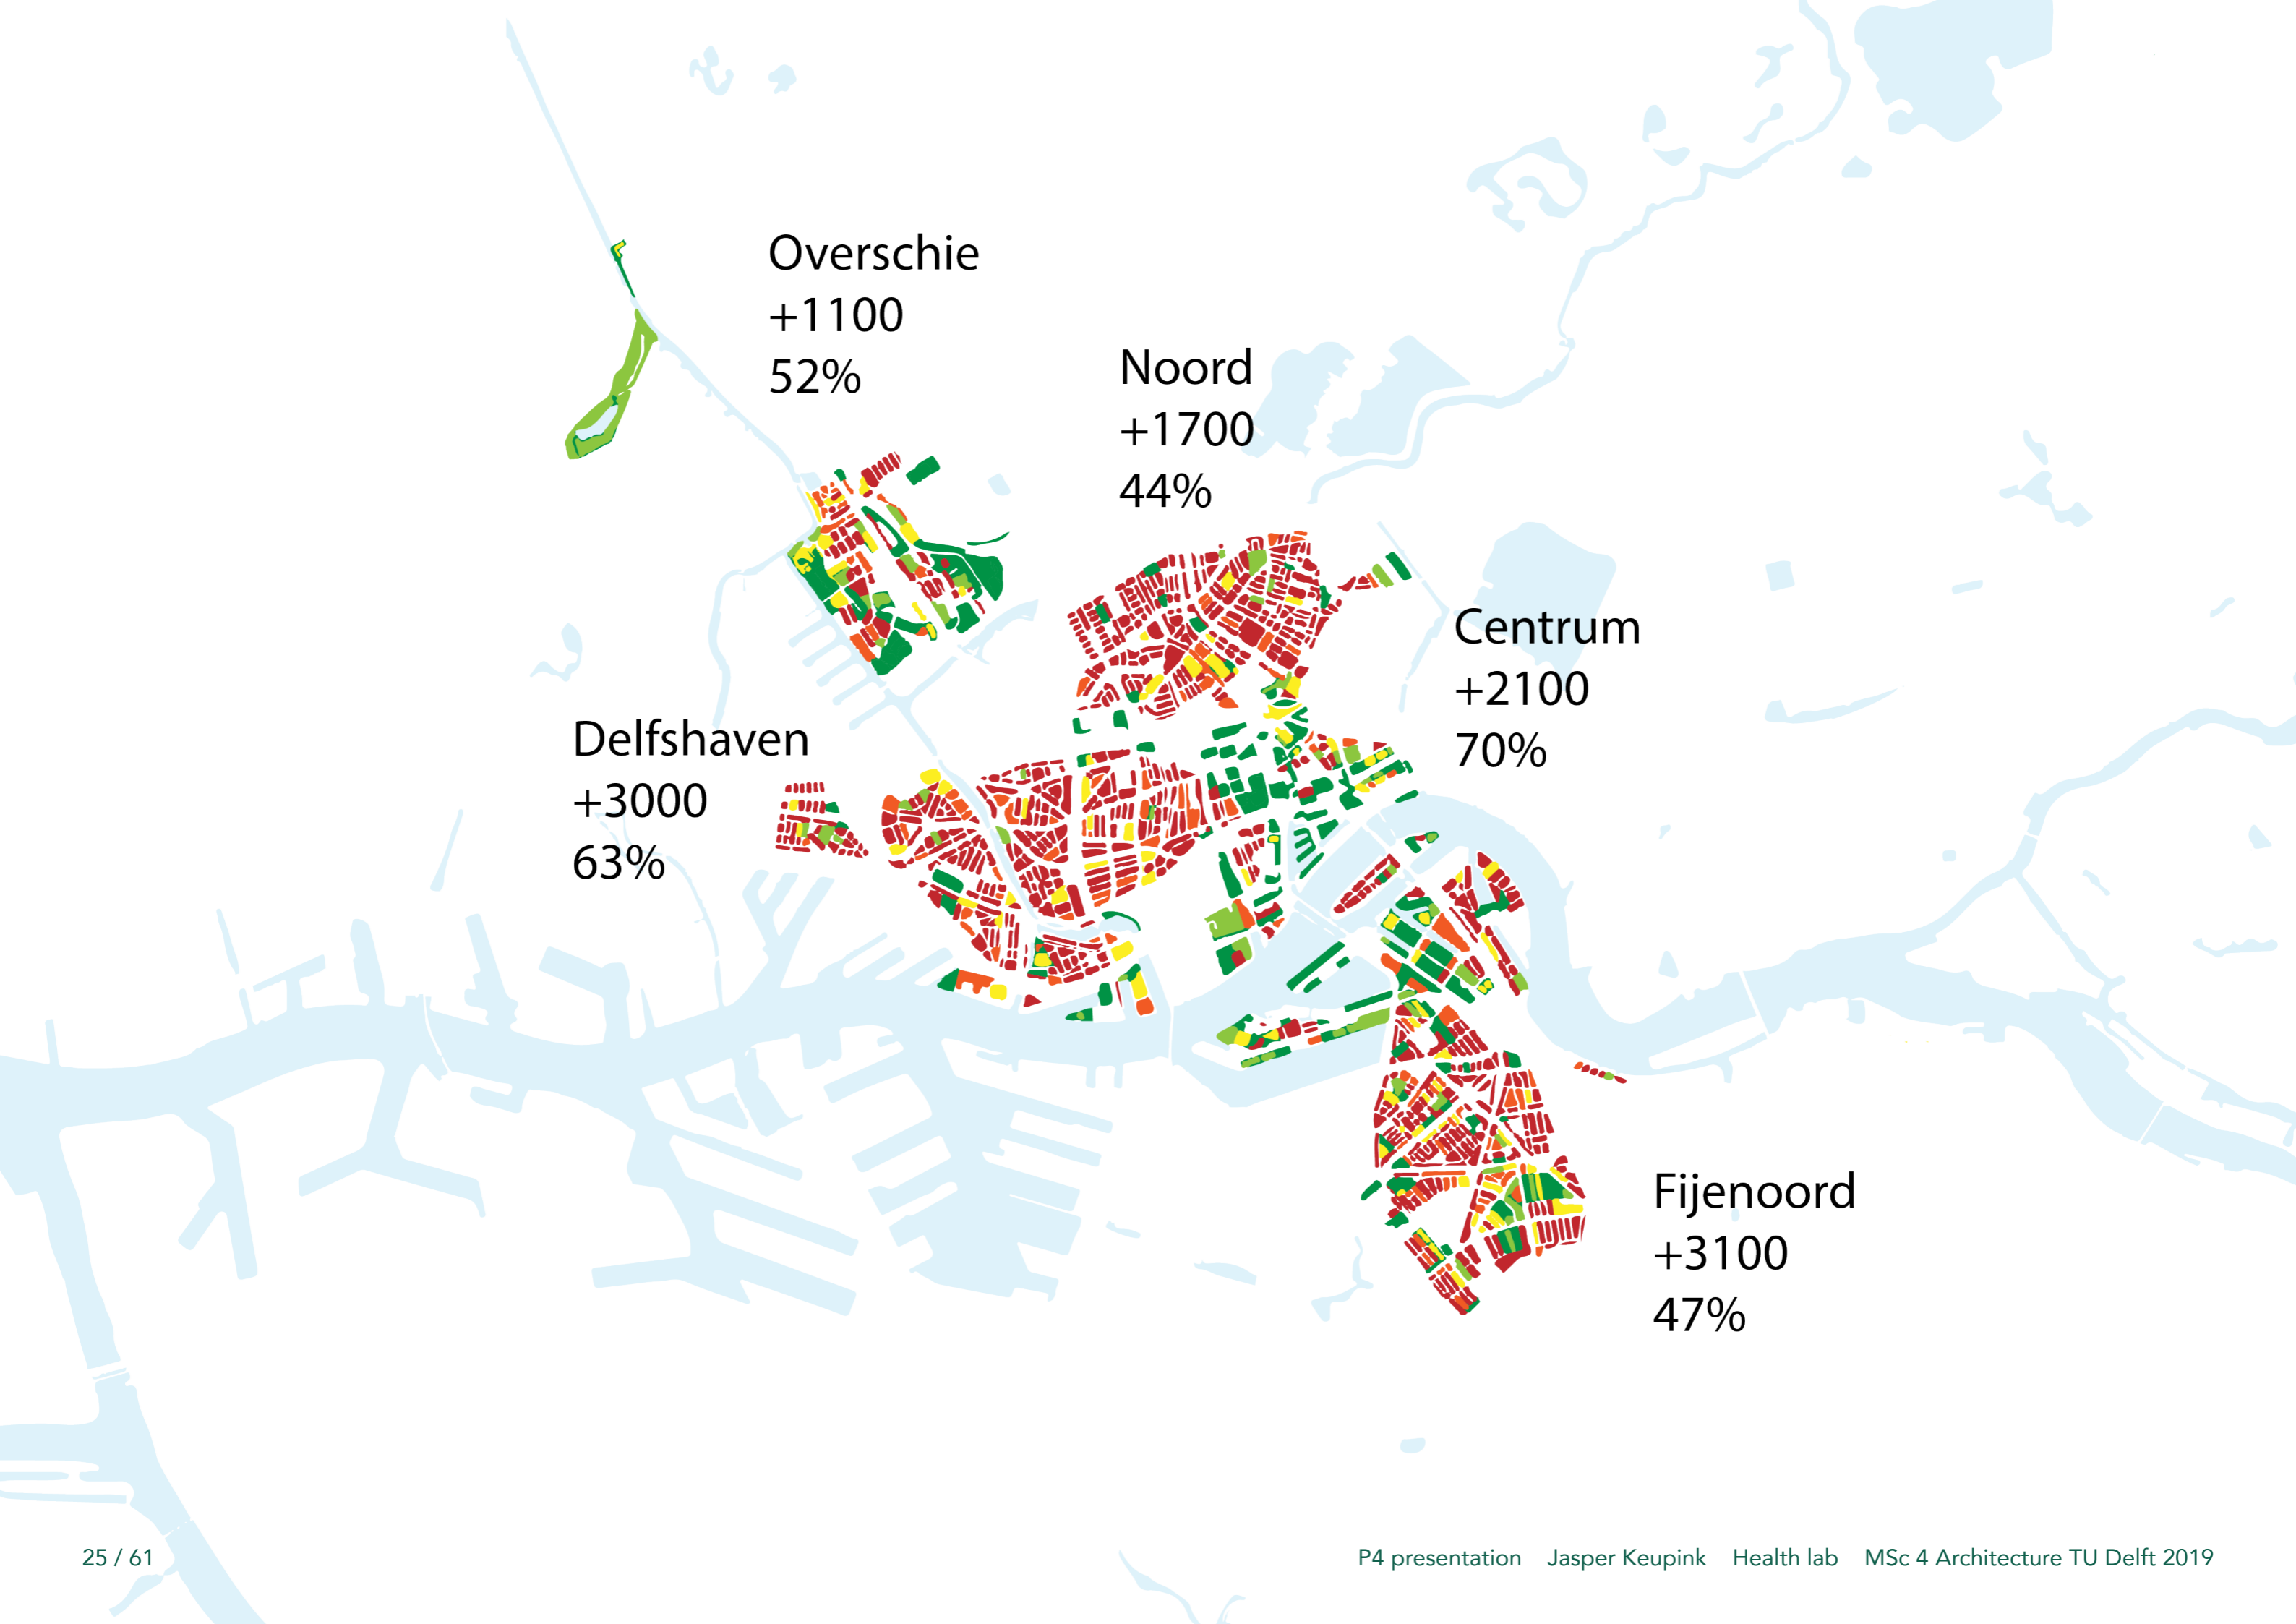 Overschie
+1100
52%
Noord
+1700
44%
Centrum
+2100
70%
Delfshaven
+3000
63%
Fijenoord
+3100
47%
25 / 61
P4 presentation Jasper Keupink Health lab MSc 4 Architecture TU Delft 2019